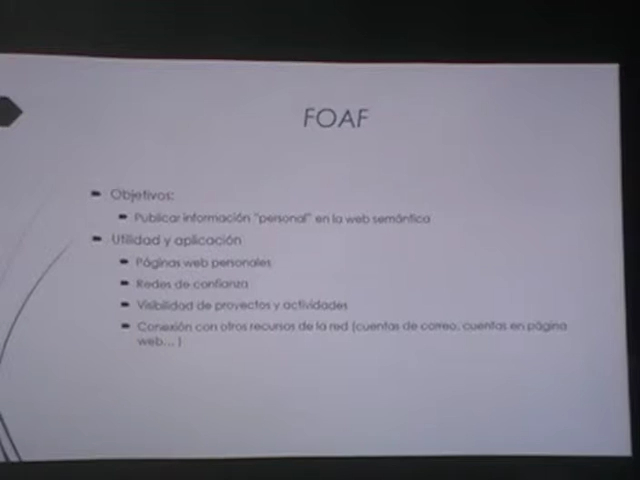 FOAF
Objetivos:
Publicar información "personal" en la web semántica
Utilidad y aplicación
Páginas web personales
Redes de confianza
Visibilidad de proyectos y actividades
Conexión con otros recursos de la red (cuentas de correo, cuentas en página
web... )